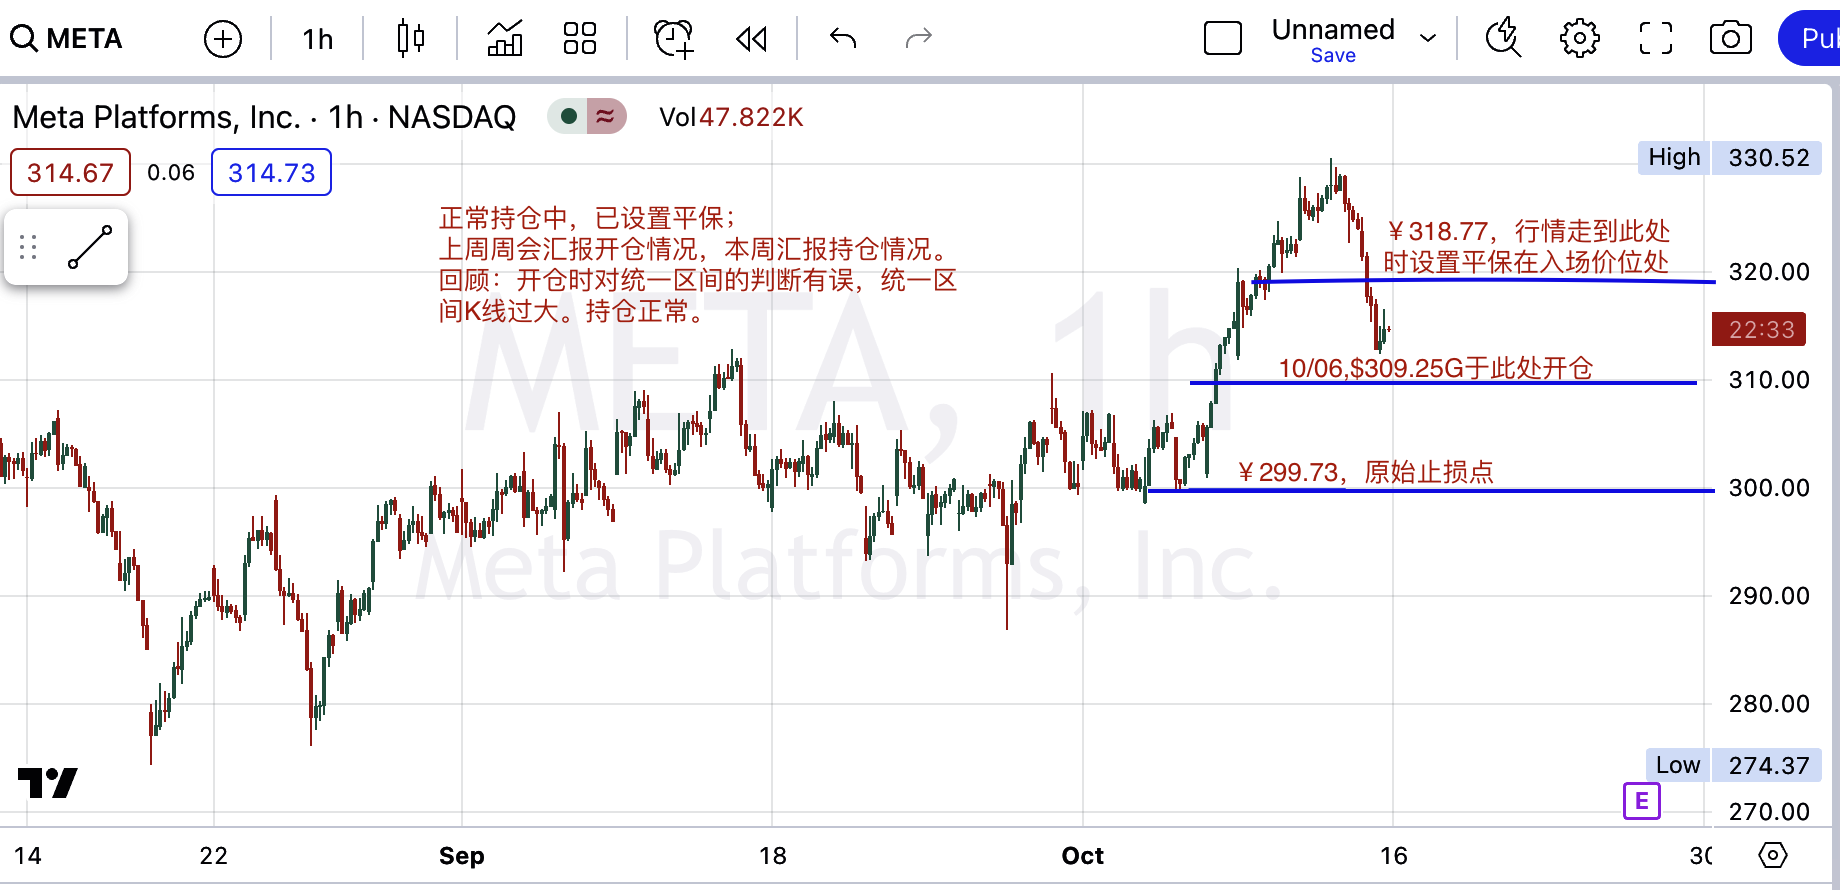 META
1h
Unnamed
Save
Pub
Meta Platforms, Inc. · 1h · NASDAQ
≈
Vol47.822K
314.67
0.06
314.73
High 330.52
正常持仓中，已设置平保；
上周周会汇报开仓情况，本周汇报持仓情况。
回顾：开仓时对统一区间的判断有误，统一区
间K线过大。持仓正常。
￥318.77，行情走到此处
时设置平保在入场价位处
320.00
META, 1h
22:33
10/06,$309.25G于此处开仓
310.00
￥299.73，原始止损点
300.00
Meta Platforms, Inc.
290.00
280.00
Low 274.37
E
270.00
14 22 Sep 18 Oct 16 30